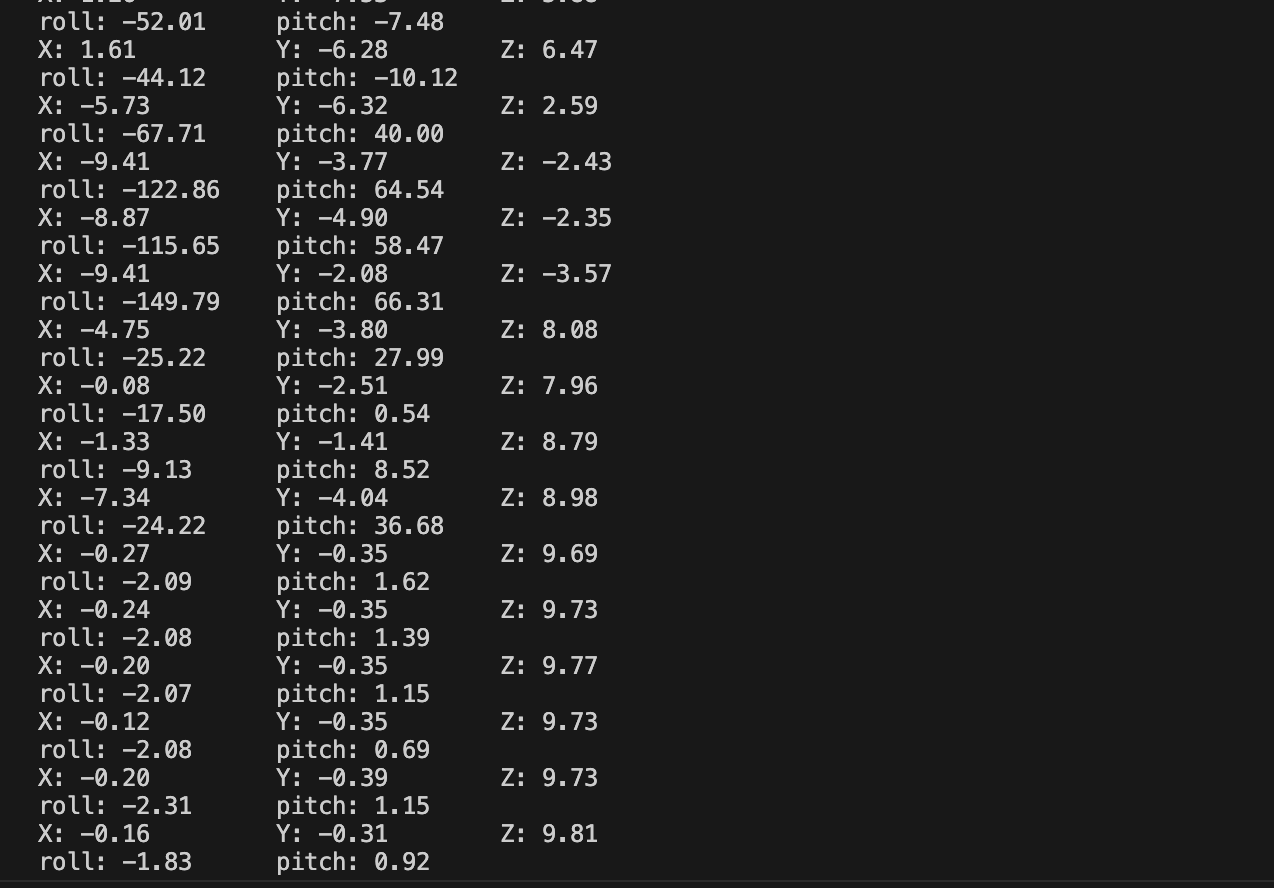 roll: -52.01 pitch: -7.48
X: 1.61 Y: -6.28 Z: 6.47
roll: -44.12 pitch: -10.12
X: -5.73 Y: -6.32 Z: 2.59
roll: -67.71 pitch: 40.00
X: -9.41 Y: -3.77 Z: -2.43
roll: -122.86 pitch: 64.54
X: -8.87 Y: -4.90 Z: -2.35
roll: -115.65 pitch: 58.47
X: -9.41 Y: -2.08 Z: -3.57
roll: -149.79 pitch: 66.31
X: -4.75 Y: -3.80 Z: 8.08
roll: -25.22 pitch: 27.99
X: -0.08 Y: -2.51 Z: 7.96
roll: -17.50 pitch: 0.54
X: -1.33 Y: -1.41 Z: 8.79
roll: -9.13 pitch: 8.52
X: -7.34 Y: -4.04 Z: 8.98
roll: -24.22 pitch: 36.68
X: -0.27 Y: -0.35 Z: 9.69
roll: -2.09 pitch: 1.62
X: -0.24 Y: -0.35 Z: 9.73
roll: -2.08 pitch: 1.39
X: -0.20 Y: -0.35 Z: 9.77
roll: -2.07 pitch: 1.15
X: -0.12 Y: -0.35 Z: 9.73
roll: -2.08 pitch: 0.69
X: -0.20 Y: -0.39 Z: 9.73
roll: -2.31 pitch: 1.15
X: -0.16 Y: -0.31 Z: 9.81
roll: -1.83 pitch: 0.92